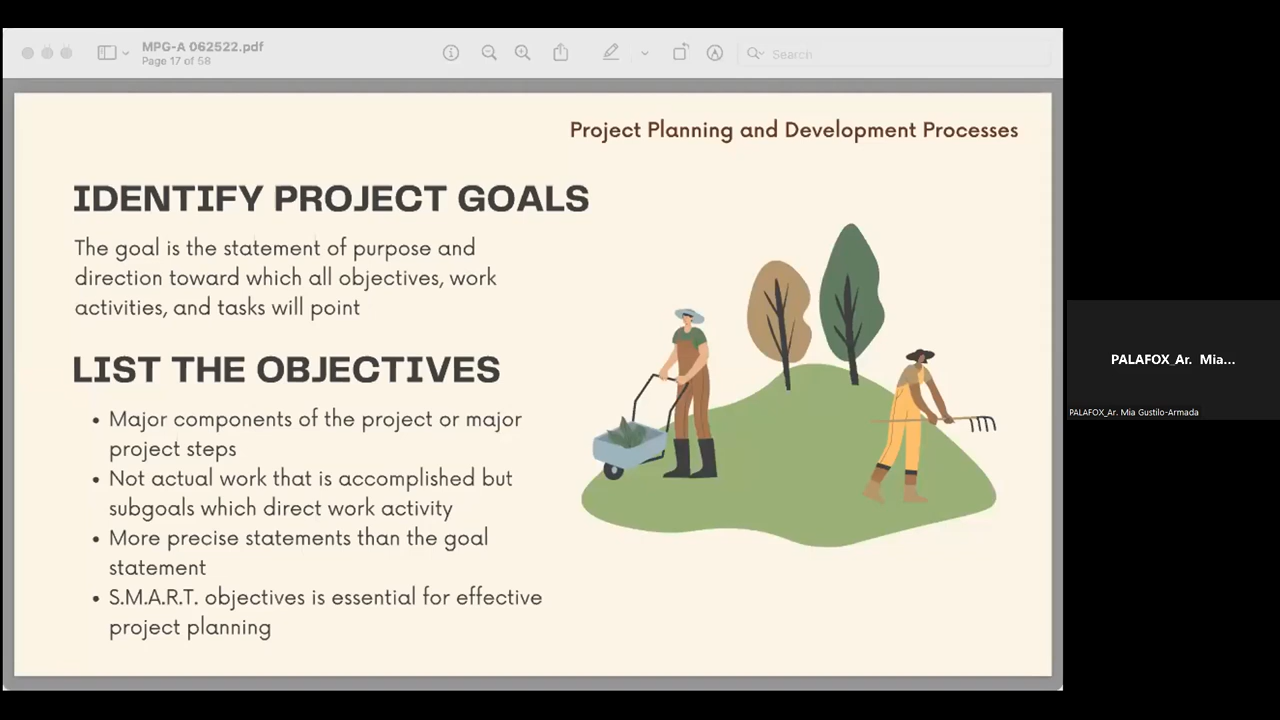 MPG-A 062522.pdf
Page 17 of 58
Search
Project Planning and Development Processes
IDENTIFY PROJECT GOALS
The goal is the statement of purpose and
direction toward which all objectives, work
activities, and tasks will point
LIST THE OBJECTIVES
• Major components of the project or major
project steps
• Not actual work that is accomplished but
subgoals which direct work activity
• More precise statements than the goal
statement
• S.M.A.R.T. objectives is essential for effective
project planning
PALAFOX_Ar. Mia...
PALAFOX_Ar. Mia Gustilo-Armada